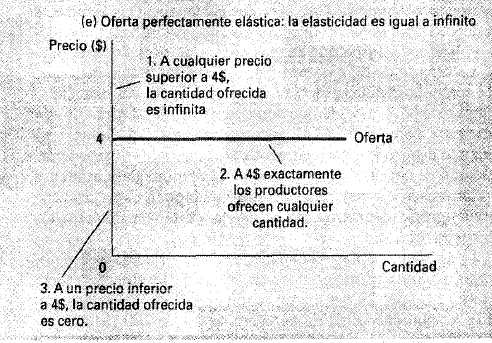 (e) Oferta perfectamente elástica: la elasticidad es igual a infinito
Precio ($)
1. A cualquier precio
superior a 4$,
la cantidad ofrecida
es infinita
4
Oferta
2. A 4$ exactamente
los productores
ofrecen cualquier
cantidad.
0
Cantidad
3. A un precio inferior
a 4$, la cantidad ofrecida
es cero.